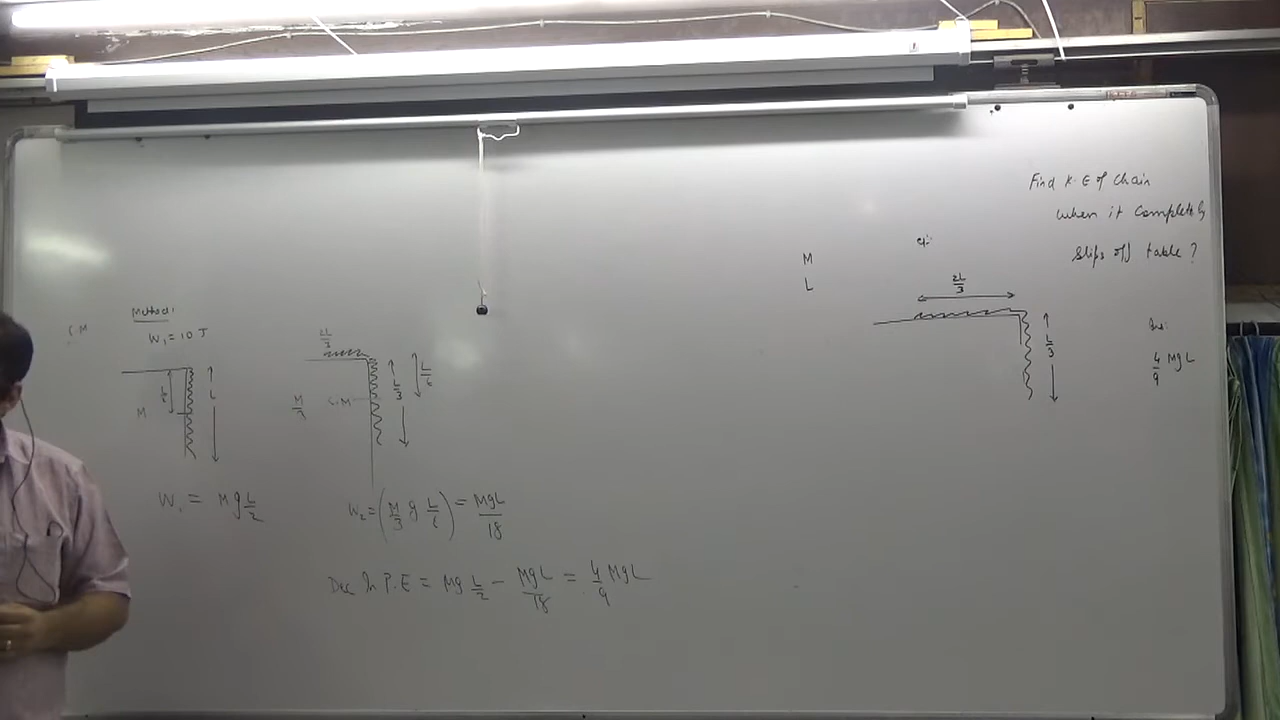 Find K.E of Chain
when it completely
slips off table?
eg:
M
L
2L/3
L/3
Ans:
4/9 MgL
C.M
Method:
W₁ = 10 J
L
M
2L/3
L/3
L/6
C.M
W₁ = Mg L/2
W₂ = (M/3 g L/6) = MgL/18
Dec In P.E = Mg L/2 - MgL/18 = 4/9 MgL